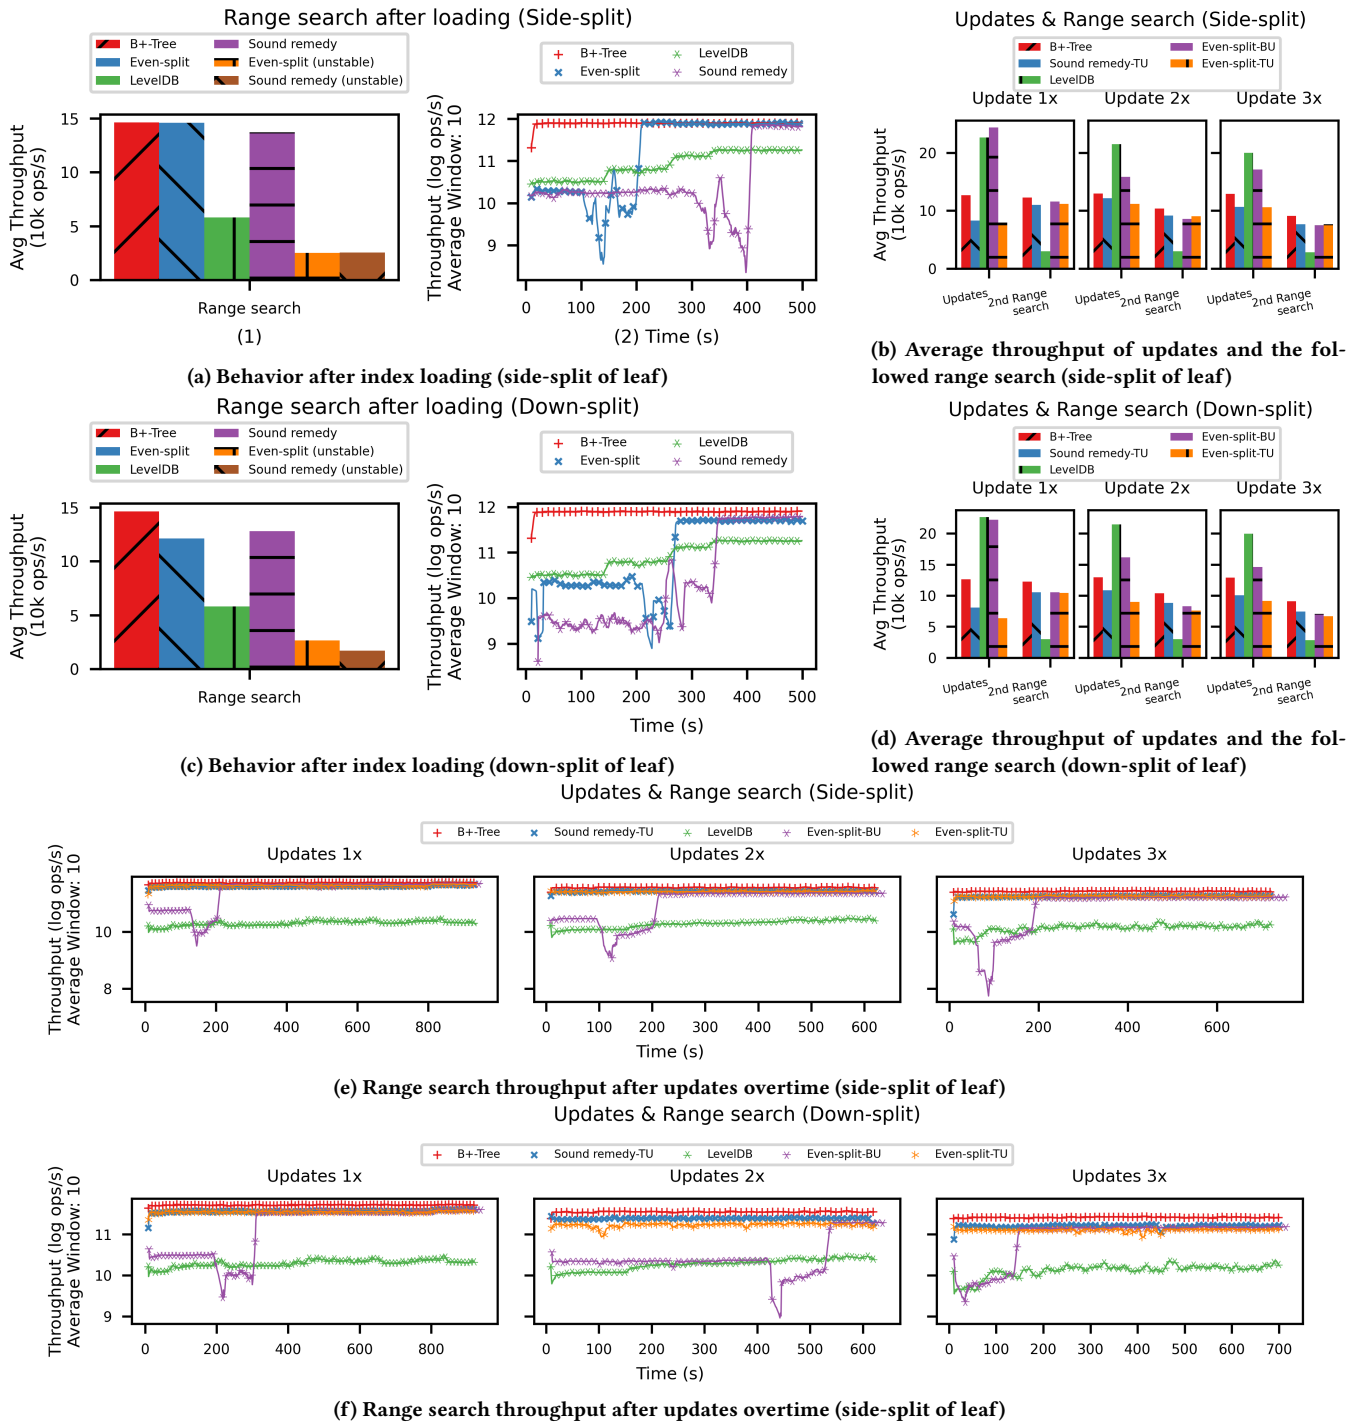 Range search after loading (Side-split)
B+-Tree
Even-split
LevelDB
Sound remedy
Even-split (unstable)
Sound remedy (unstable)
Avg Throughput
(10k ops/s)
15
10
5
0
Range search
(1)
B+-Tree
Even-split
LevelDB
Sound remedy
Throughput (log ops/s)
Average Window: 10
12
11
10
9
0 100 200 300 400 500
(2) Time (s)
(a) Behavior after index loading (side-split of leaf)
Updates & Range search (Side-split)
B+-Tree
Sound remedy-TU
LevelDB
Even-split-BU
Even-split-TU
Update 1x Update 2x Update 3x
Avg Throughput
(10k ops/s)
20
10
0
Updates 2nd Range
search
Updates 2nd Range
search
Updates 2nd Range
search
(b) Average throughput of updates and the fol-
lowed range search (side-split of leaf)
Range search after loading (Down-split)
B+-Tree
Even-split
LevelDB
Sound remedy
Even-split (unstable)
Sound remedy (unstable)
Avg Throughput
(10k ops/s)
15
10
5
0
Range search
B+-Tree
Even-split
LevelDB
Sound remedy
Throughput (log ops/s)
Average Window: 10
12
11
10
9
0 100 200 300 400 500
Time (s)
(c) Behavior after index loading (down-split of leaf)
Updates & Range search (Down-split)
B+-Tree
Sound remedy-TU
LevelDB
Even-split-BU
Even-split-TU
Update 1x Update 2x Update 3x
Avg Throughput
(10k ops/s)
20
15
10
5
0
Updates 2nd Range
search
Updates 2nd Range
search
Updates 2nd Range
search
(d) Average throughput of updates and the fol-
lowed range search (down-split of leaf)
Updates & Range search (Side-split)
B+-Tree Sound remedy-TU LevelDB Even-split-BU Even-split-TU
Updates 1x Updates 2x Updates 3x
Throughput (log ops/s)
Average Window: 10
10
8
0 200 400 600 800
0 100 200 300 400 500 600
0 200 400 600
Time (s)
(e) Range search throughput after updates overtime (side-split of leaf)
Updates & Range search (Down-split)
B+-Tree Sound remedy-TU LevelDB Even-split-BU Even-split-TU
Updates 1x Updates 2x Updates 3x
Throughput (log ops/s)
Average Window: 10
11
10
9
0 200 400 600 800
0 100 200 300 400 500 600
0 100 200 300 400 500 600 700
Time (s)
(f) Range search throughput after updates overtime (side-split of leaf)